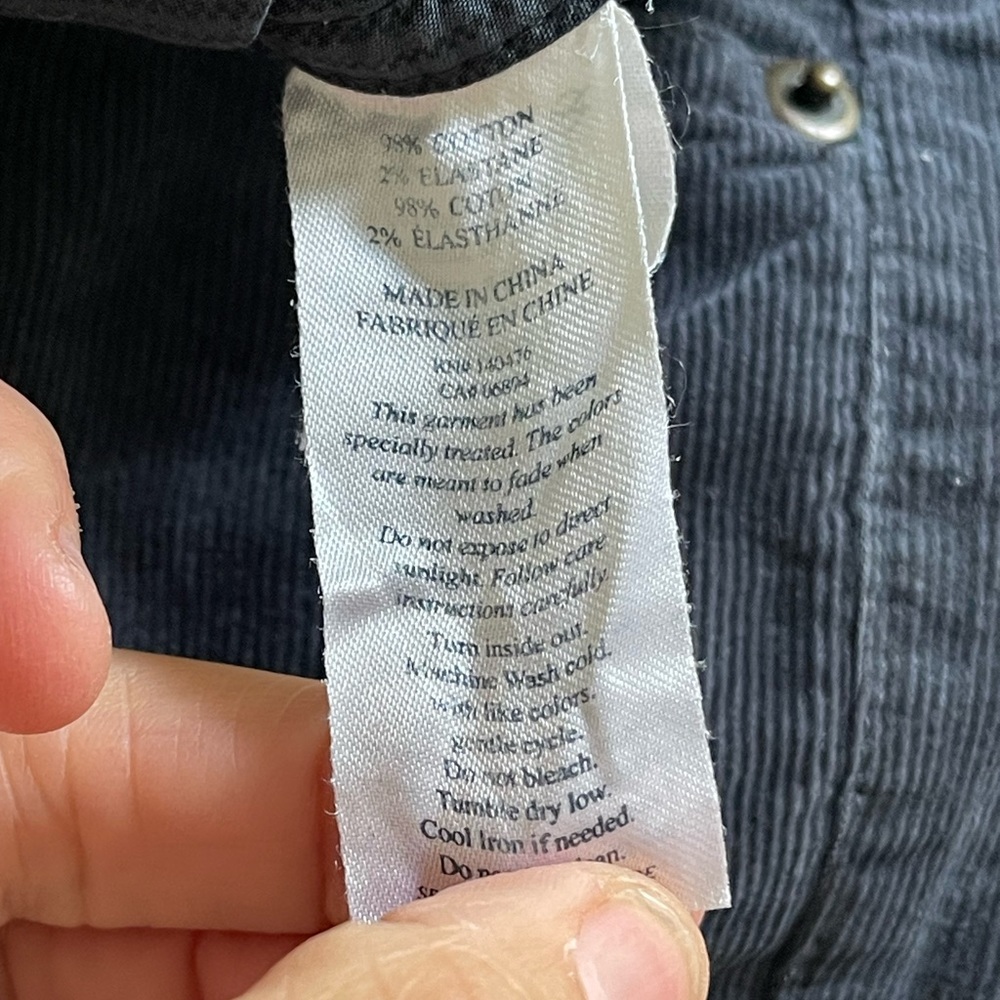 98% COTTON
2% ELASTANE
98% COTON
2% ÉLASTHANNE
MADE IN CHINA
FABRIQUÉ EN CHINE
RN#
CA#
This garment has been
specially treated. The colors
are meant to fade when
washed.
Do not expose to direct
sunlight. Follow care
instructions carefully.
Turn inside out.
Machine Wash cold.
with like colors.
gentle cycle.
Do not bleach.
Tumble dry low.
Cool Iron if needed.
Do